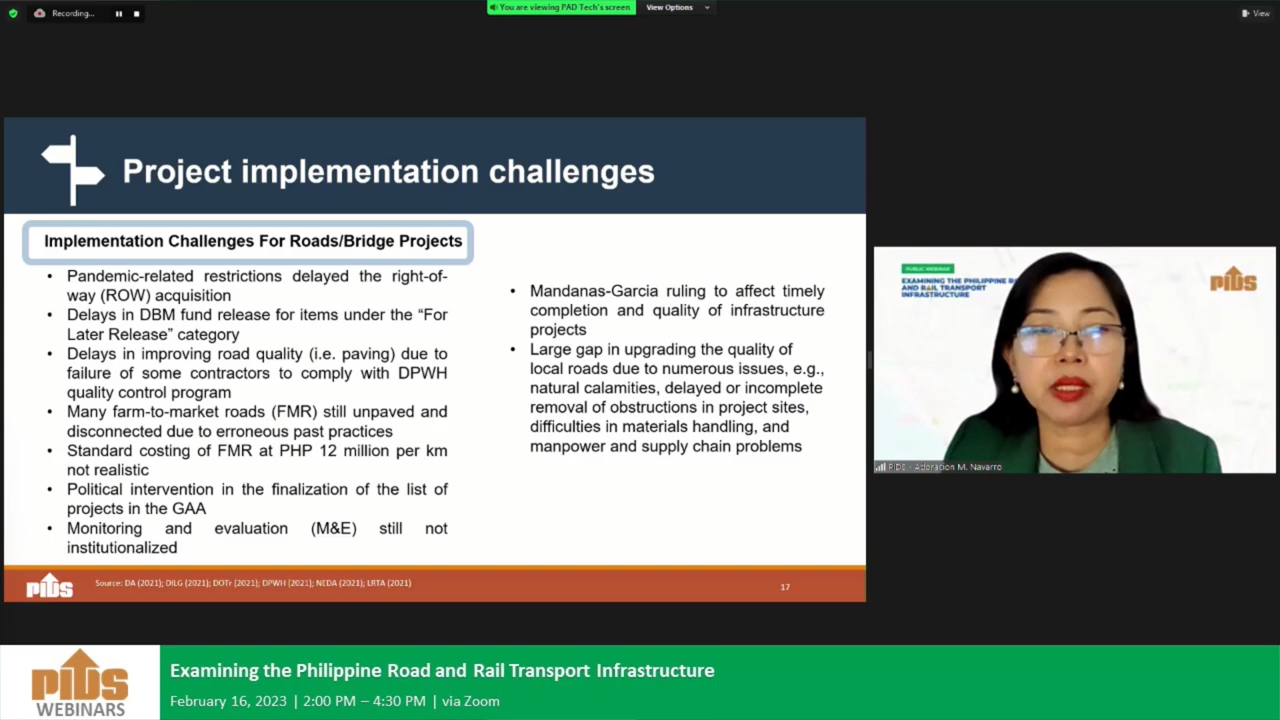 Recording...
You are viewing PAD Tech's screen
View Options
View
Project implementation challenges
Implementation Challenges For Roads/Bridge Projects
• Pandemic-related restrictions delayed the right-of-
way (ROW) acquisition
• Delays in DBM fund release for items under the “For
Later Release” category
• Delays in improving road quality (i.e. paving) due to
failure of some contractors to comply with DPWH
quality control program
• Many farm-to-market roads (FMR) still unpaved and
disconnected due to erroneous past practices
• Standard costing of FMR at PHP 12 million per km
not realistic
• Political intervention in the finalization of the list of
projects in the GAA
• Monitoring and evaluation (M&E) still not
institutionalized
• Mandanas-Garcia ruling to affect timely
completion and quality of infrastructure
projects
• Large gap in upgrading the quality of
local roads due to numerous issues, e.g.,
natural calamities, delayed or incomplete
removal of obstructions in project sites,
difficulties in materials handling, and
manpower and supply chain problems
PIDS
Source: DA (2021); DILG (2021); DOTr (2021); DPWH (2021); NEDA (2021); LRTA (2021)
17
PUBLIC WEBINAR
EXAMINING THE PHILIPPINE
AND RAIL TRANSPORT
INFRASTRUCTURE
PIDS
PIDS - Adoracion M. Navarro
PIDS
WEBINARS
Examining the Philippine Road and Rail Transport Infrastructure
February 16, 2023 | 2:00 PM – 4:30 PM | via Zoom